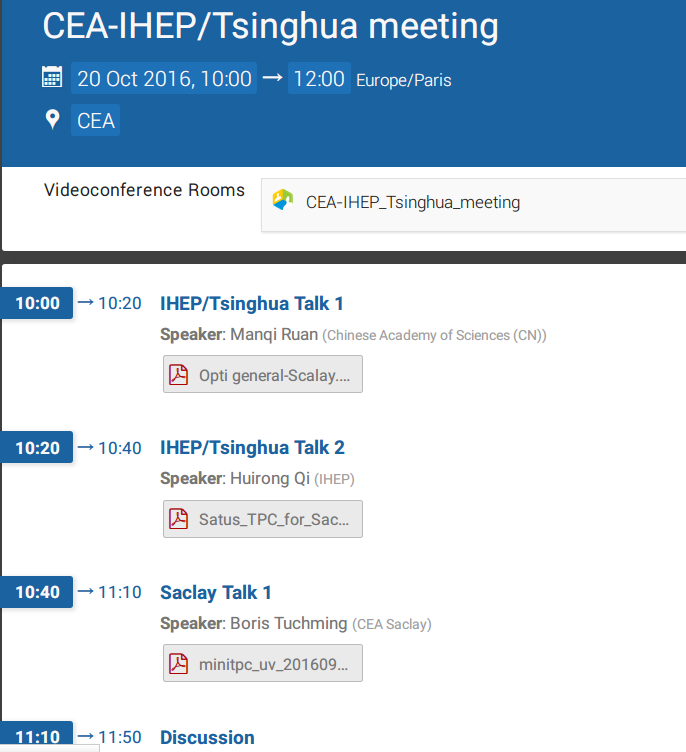 CEA-IHEP/Tsinghua meeting
20 Oct 2016, 10:00 → 12:00 Europe/Paris
CEA
Videoconference Rooms CEA-IHEP_Tsinghua_meeting
10:00 → 10:20 IHEP/Tsinghua Talk 1
Speaker: Manqi Ruan (Chinese Academy of Sciences (CN))
Opti general-Scalay....
10:20 → 10:40 IHEP/Tsinghua Talk 2
Speaker: Huirong Qi (IHEP)
Satus_TPC_for_Sac...
10:40 → 11:10 Saclay Talk 1
Speaker: Boris Tuchming (CEA Saclay)
minitpc_uv_201609...
11:10 → 11:50 Discussion